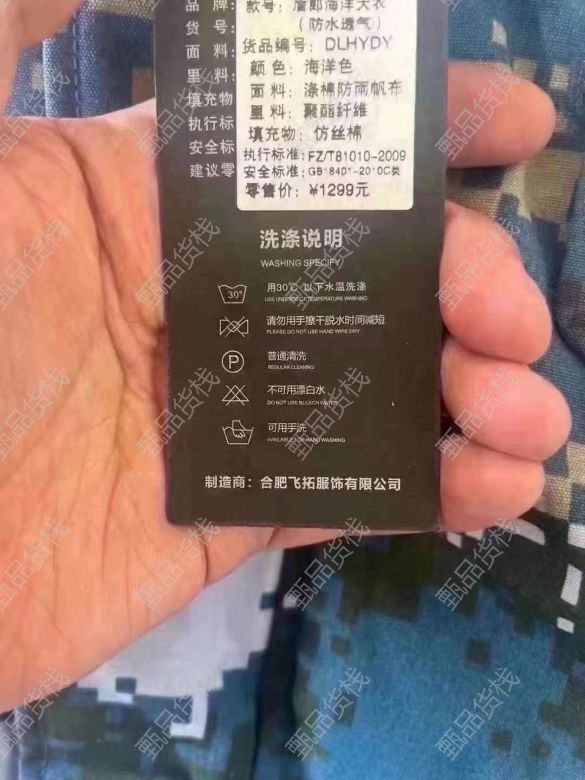 品 牌:
货 号:
面 料:
里 料:
填充物
执行标
安全标
建议零
款号: 詹郎海洋大衣
(防水透气)
货品编号: DLHYDY
颜 色: 海洋色
面 料: 涤棉防雨帆布
里 料: 聚酯纤维
填充物: 仿丝棉
执行标准:FZ/T81010-2009
安全标准:GB18401-2010C类
零售价: ¥1299元
洗涤说明
WASHING SPECIFY
30°
用30℃ 以下水温洗涤
USE UNDER30℃ TEMPERATURE WASHING
请勿用手擦干脱水时间减短
PLEASE DO NOT USE HAND WIPE DRY
P
普通清洗
REGULAR CLEARING
不可用漂白水
DO NOT USE BLEACH WATER
可用手洗
AVAILABLE FOR HAND WASHING
制造商: 合肥飞拓服饰有限公司
甄品货栈